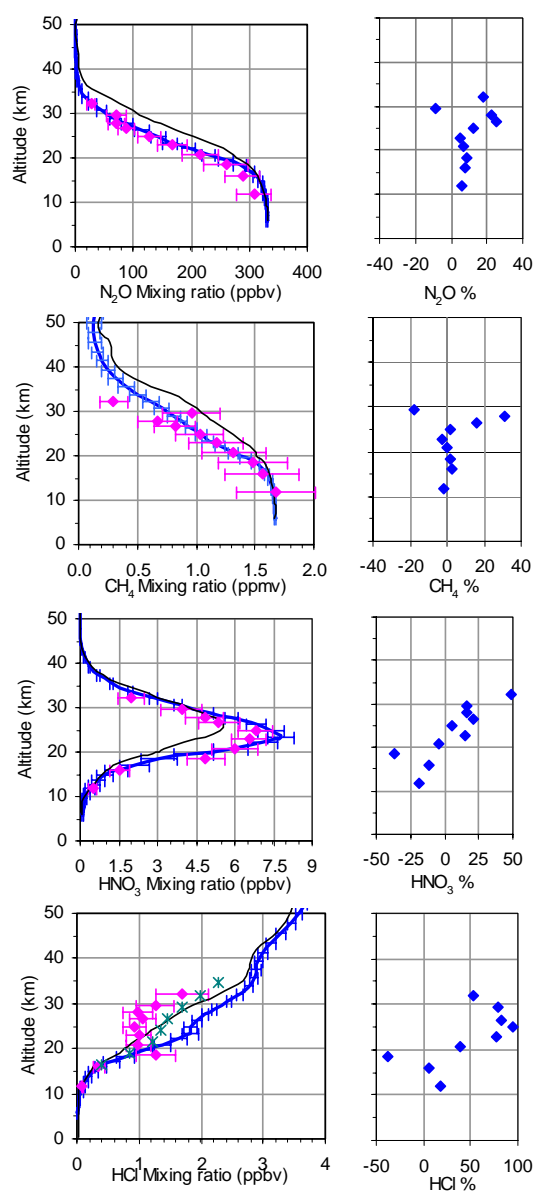 50
40
30
20
10
0
Altitude (km)
0 100 200 300 400
N₂O Mixing ratio (ppbv)
-40 -20 0 20 40
N₂O %
50
40
30
20
10
0
Altitude (km)
0.0 0.5 1.0 1.5 2.0
CH₄ Mixing ratio (ppmv)
-40 -20 0 20 40
CH₄ %
50
40
30
20
10
0
Altitude (km)
0 1.5 3 4.5 6 7.5 9
HNO₃ Mixing ratio (ppbv)
-50 -25 0 25 50
HNO₃ %
50
40
30
20
10
0
Altitude (km)
0 1 2 3 4
HCl Mixing ratio (ppbv)
-50 0 50 100
HCl %